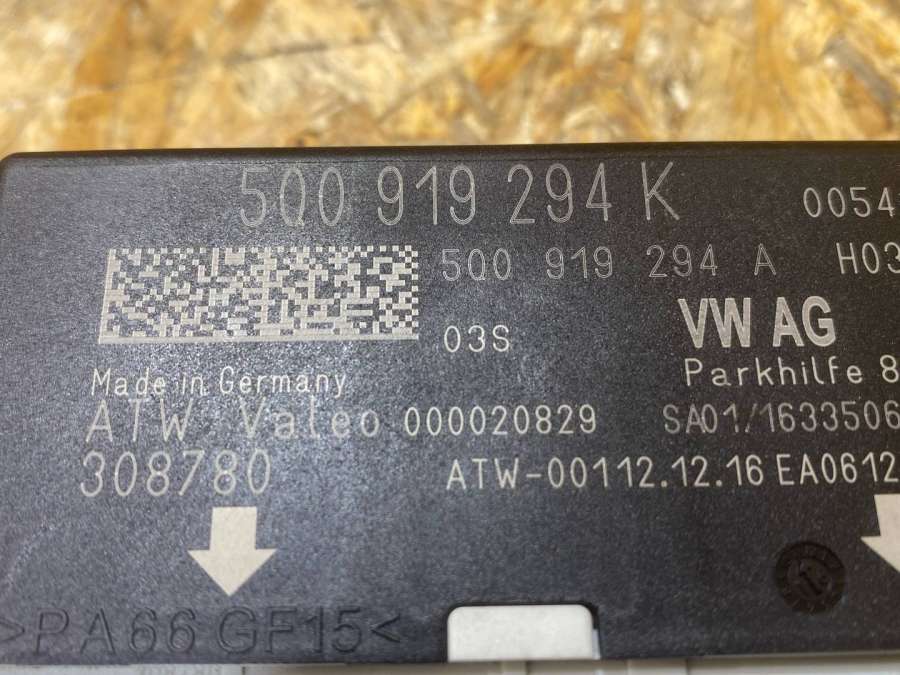 5Q0 919 294 K 0054
5Q0 919 294 A H03
03S VW AG
Parkhilfe 8
Made in Germany
ATW Valeo 000020829 SA01/1633506
308780 ATW-00112.12.16 EA0612
>PA66 GF15<